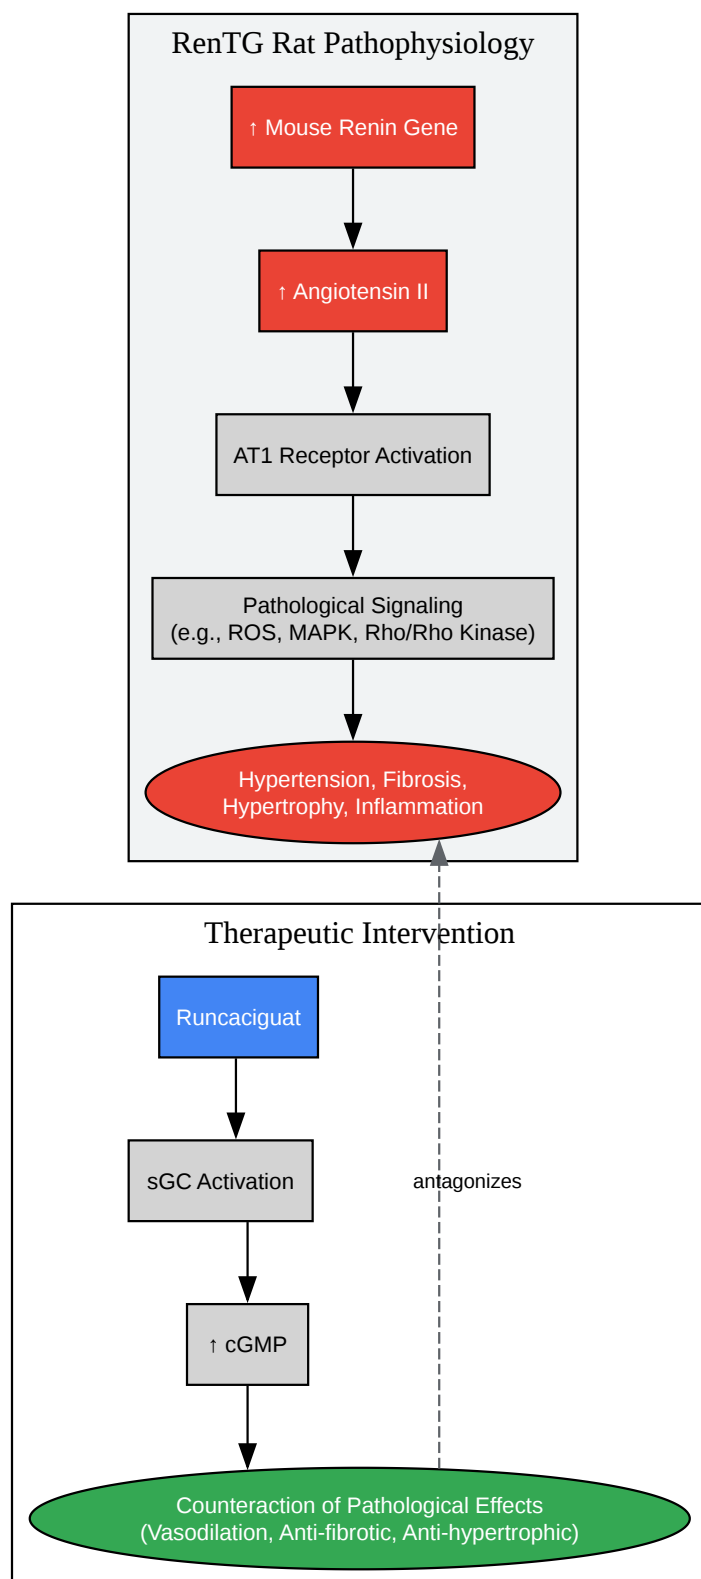 RenTG Rat Pathophysiology
↑ Mouse Renin Gene
↑ Angiotensin II
AT1 Receptor Activation
Pathological Signaling
(e.g., ROS, MAPK, Rho/Rho Kinase)
Hypertension, Fibrosis,
Hypertrophy, Inflammation
Therapeutic Intervention
Runcaciguat
sGC Activation
antagonizes
↑ cGMP
Counteraction of Pathological Effects
(Vasodilation, Anti-fibrotic, Anti-hypertrophic)